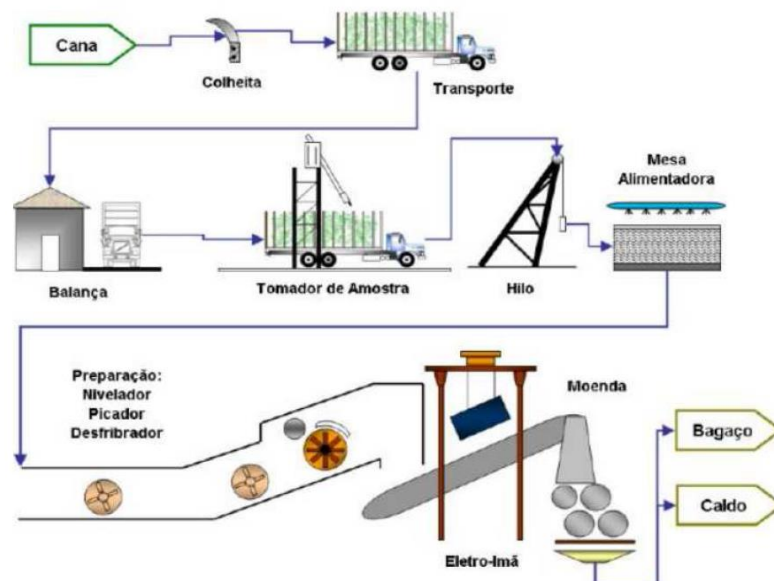 Cana
Colheita
Transporte
Balança
Tomador de Amostra
Hilo
Mesa
Alimentadora
Preparação:
Nivelador
Picador
Desfribrador
Eletro-Imã
Moenda
Bagaço
Caldo